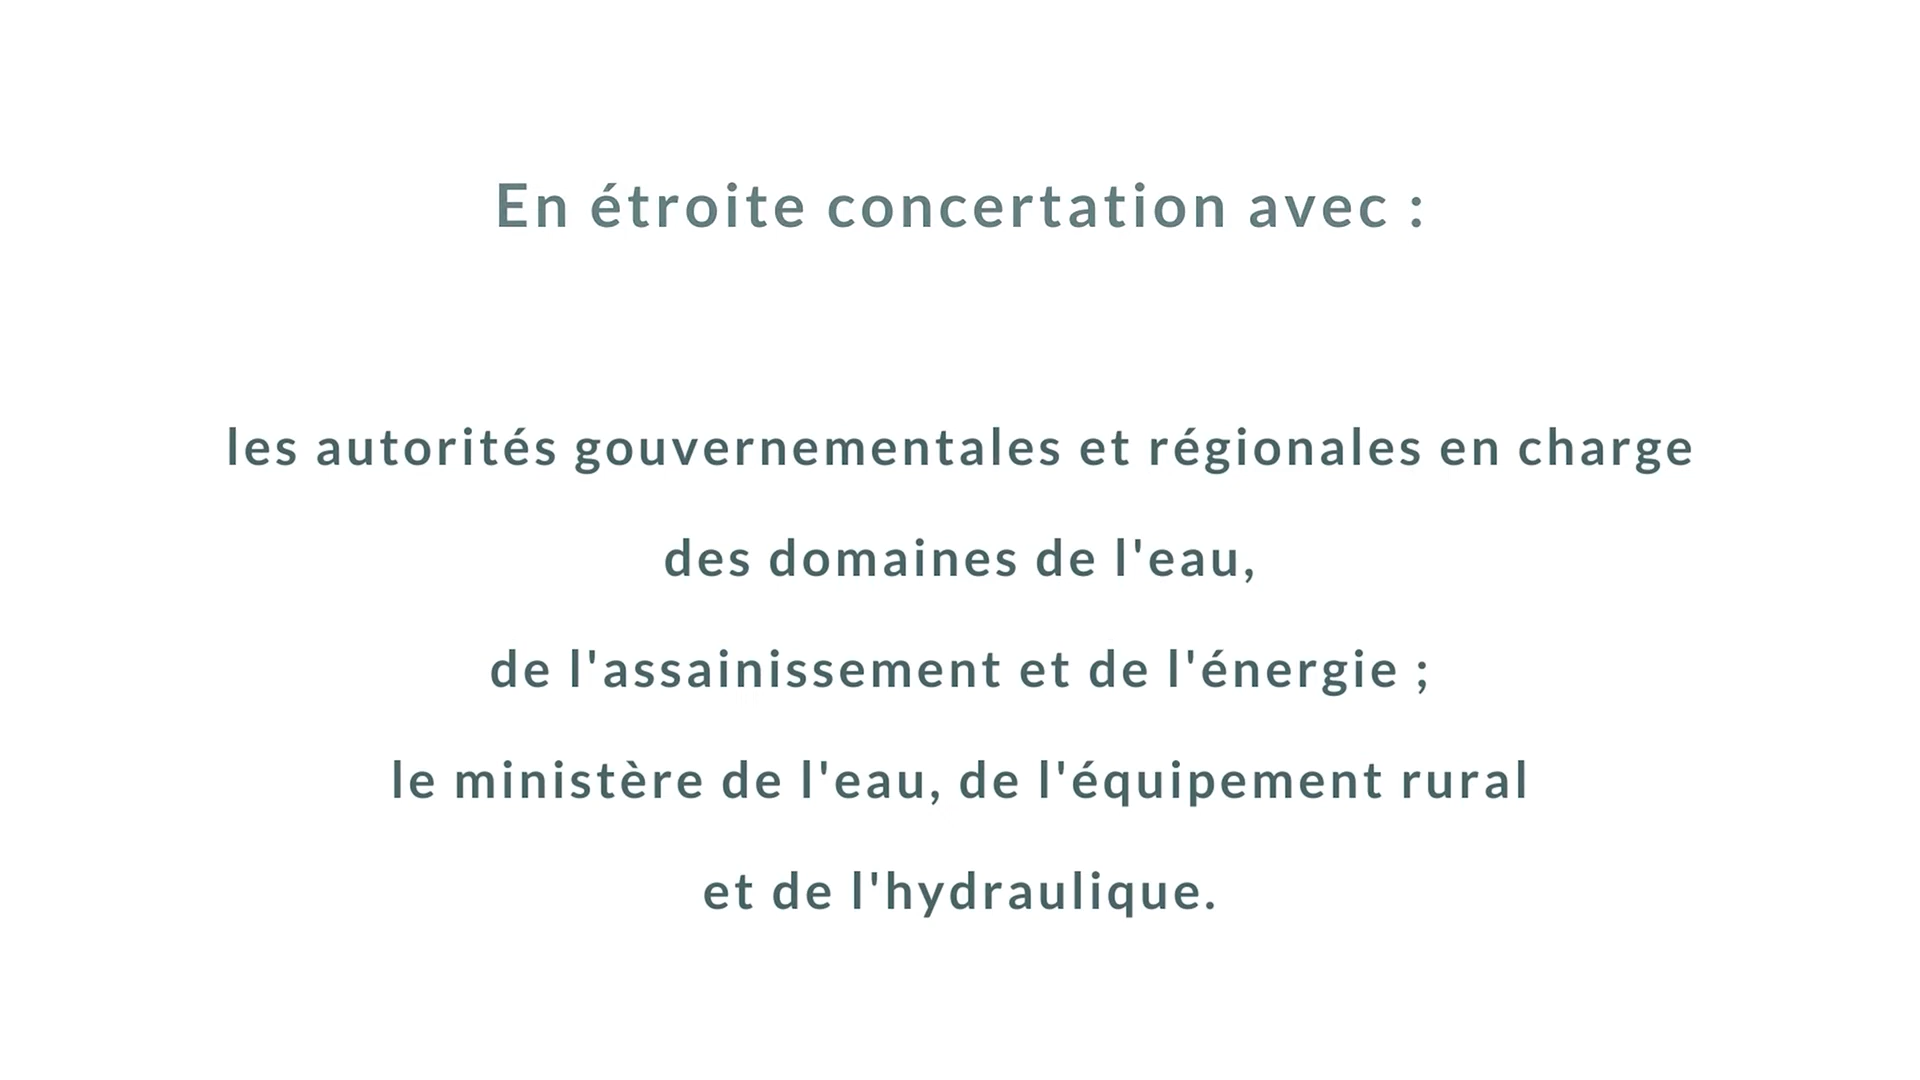 En étroite concertation avec :
les autorités gouvernementales et régionales en charge
des domaines de l'eau,
de l'assainissement et de l'énergie ;
le ministère de l'eau, de l'équipement rural
et de l'hydraulique.